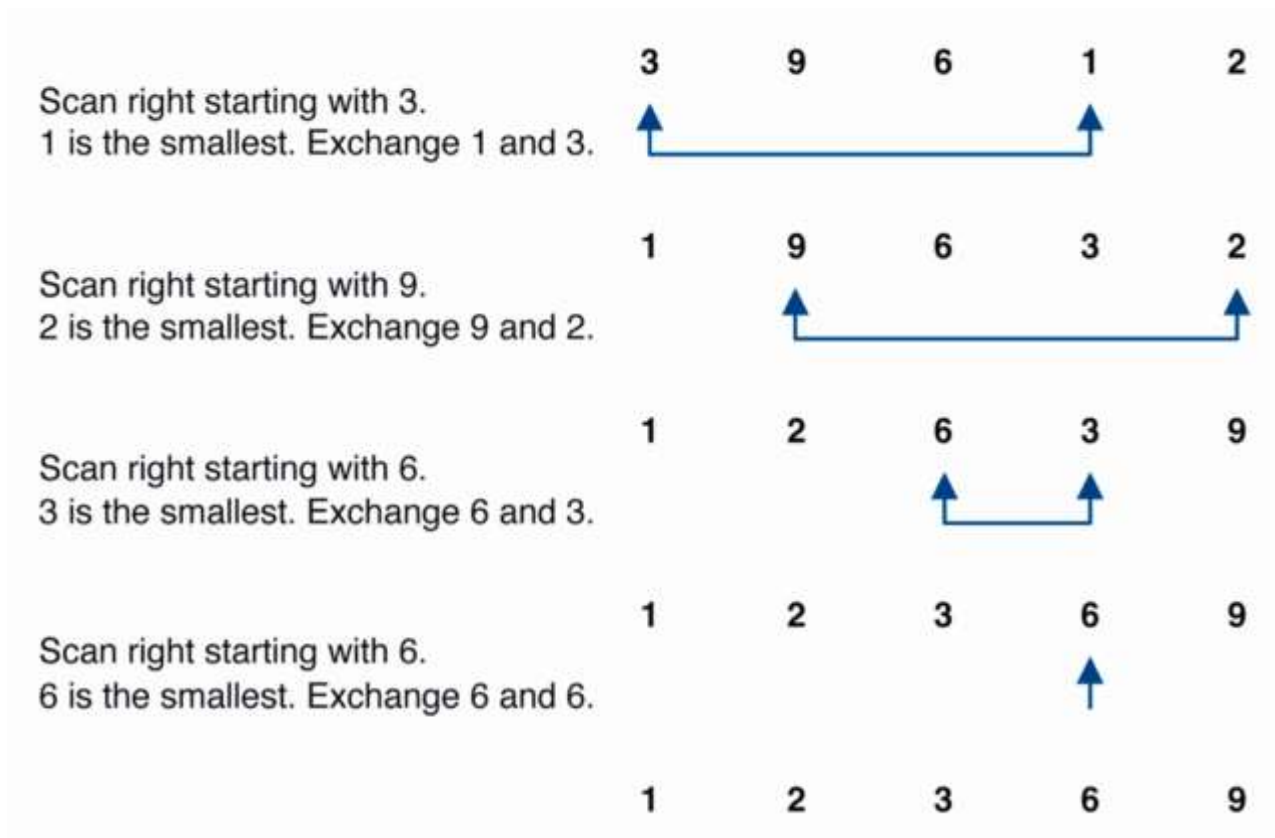 3 9 6 1 2
Scan right starting with 3.
1 is the smallest. Exchange 1 and 3.
1 9 6 3 2
Scan right starting with 9.
2 is the smallest. Exchange 9 and 2.
1 2 6 3 9
Scan right starting with 6.
3 is the smallest. Exchange 6 and 3.
1 2 3 6 9
Scan right starting with 6.
6 is the smallest. Exchange 6 and 6.
1 2 3 6 9